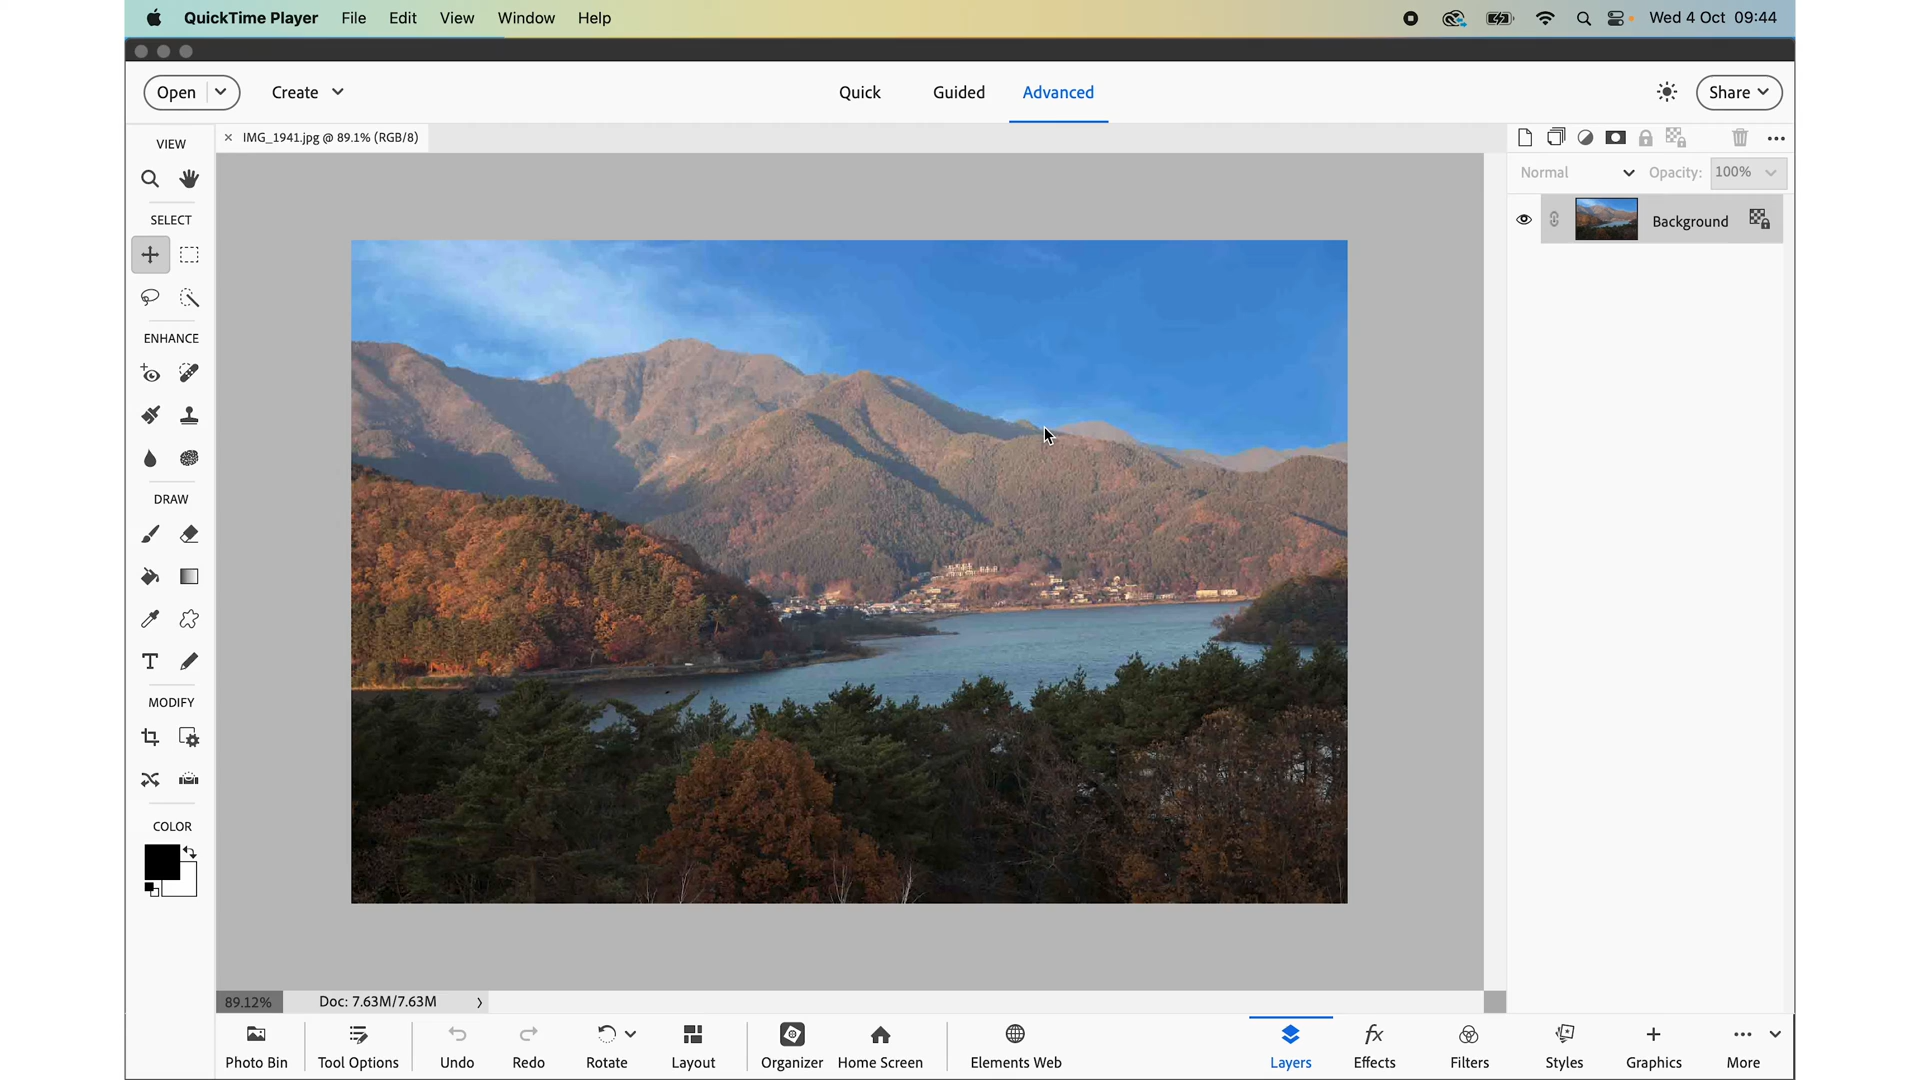 QuickTime Player File Edit View Window Help Wed 4 Oct 09:44
Open Create Quick Guided Advanced Share
VIEW
× IMG_1941.jpg @ 89.1% (RGB/8)
Normal Opacity: 100%
SELECT
Background
ENHANCE
DRAW
MODIFY
COLOR
89.12% Doc: 7.63M/7.63M
Photo Bin Tool Options Undo Redo Rotate Layout Organizer Home Screen Elements Web Layers Effects Filters Styles Graphics More